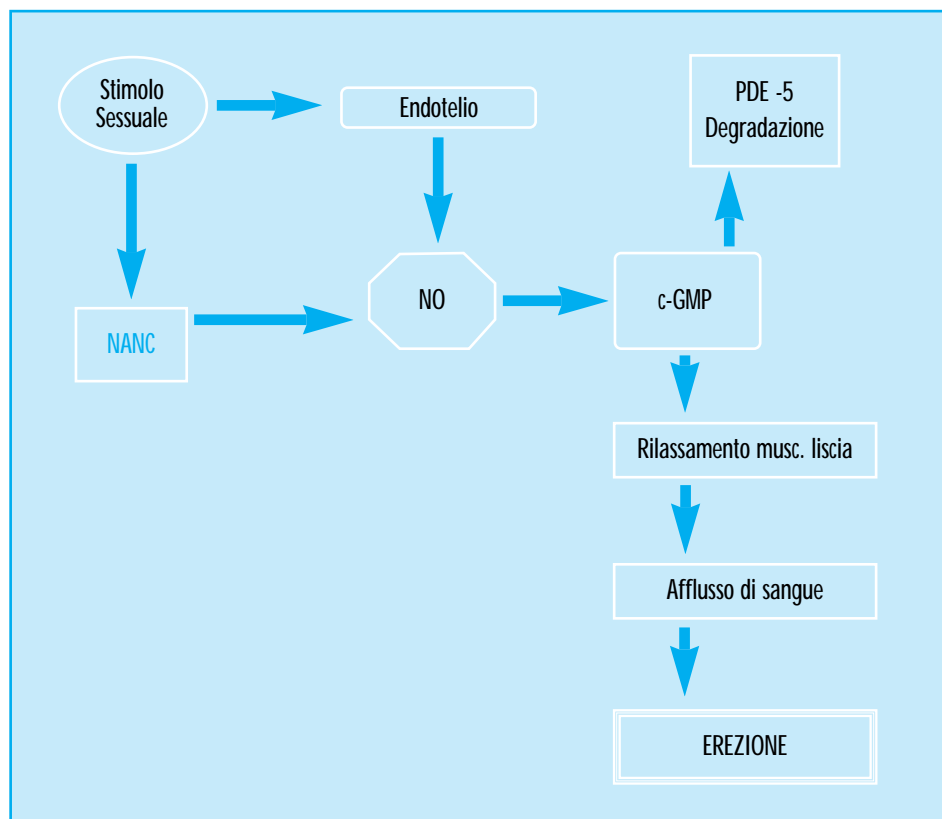 Stimolo
Sessuale
Endotelio
PDE -5
Degradazione
NANC
NO
c-GMP
Rilassamento musc. liscia
Afflusso di sangue
EREZIONE